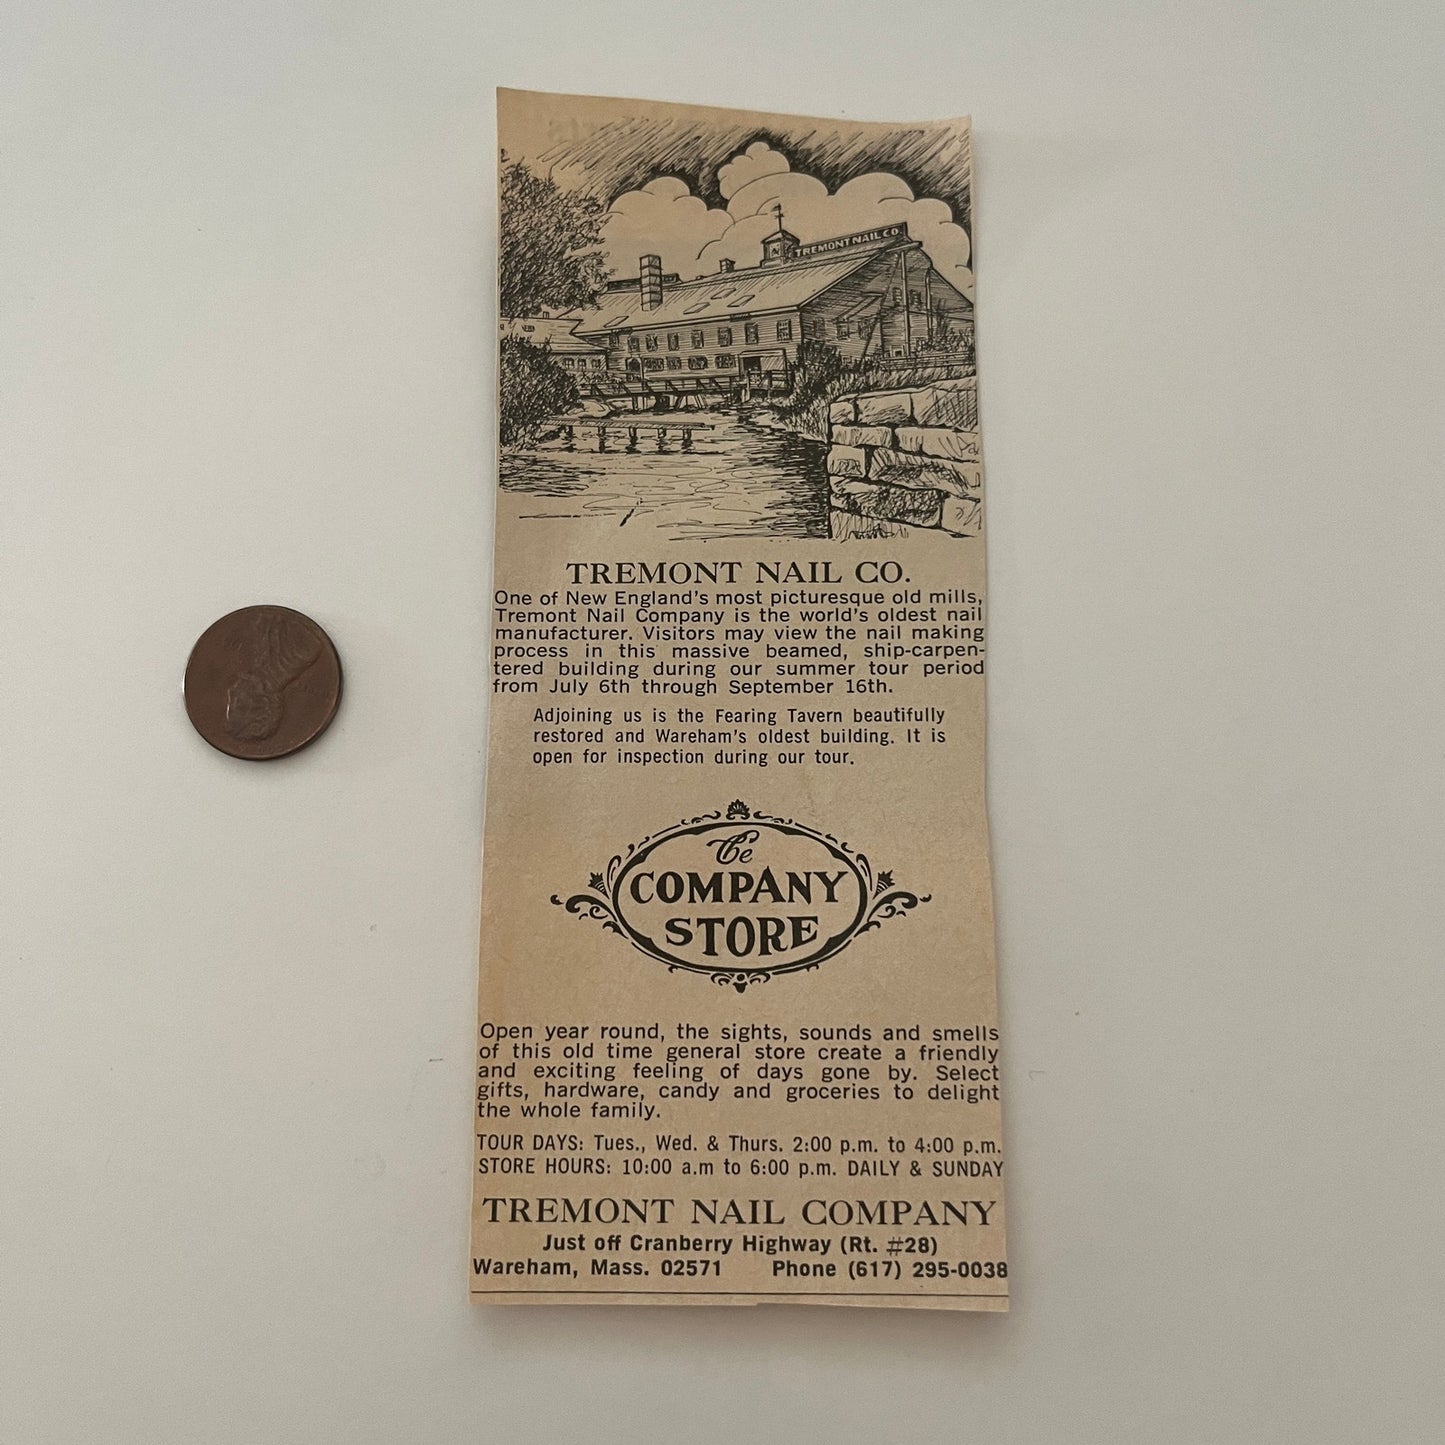 TREMONT NAIL CO.
TREMONT NAIL CO.
One of New England's most picturesque old mills,
Tremont Nail Company is the world's oldest nail
manufacturer. Visitors may view the nail making
process in this massive beamed, ship-carpen-
tered building during our summer tour period
from July 6th through September 16th.
Adjoining us is the Fearing Tavern beautifully
restored and Wareham's oldest building. It is
open for inspection during our tour.
The
COMPANY
STORE
Open year round, the sights, sounds and smells
of this old time general store create a friendly
and exciting feeling of days gone by. Select
gifts, hardware, candy and groceries to delight
the whole family.
TOUR DAYS: Tues., Wed. & Thurs. 2:00 p.m. to 4:00 p.m.
STORE HOURS: 10:00 a.m to 6:00 p.m. DAILY & SUNDAY
TREMONT NAIL COMPANY
Just off Cranberry Highway (Rt. #28)
Wareham, Mass. 02571 Phone (617) 295-0038